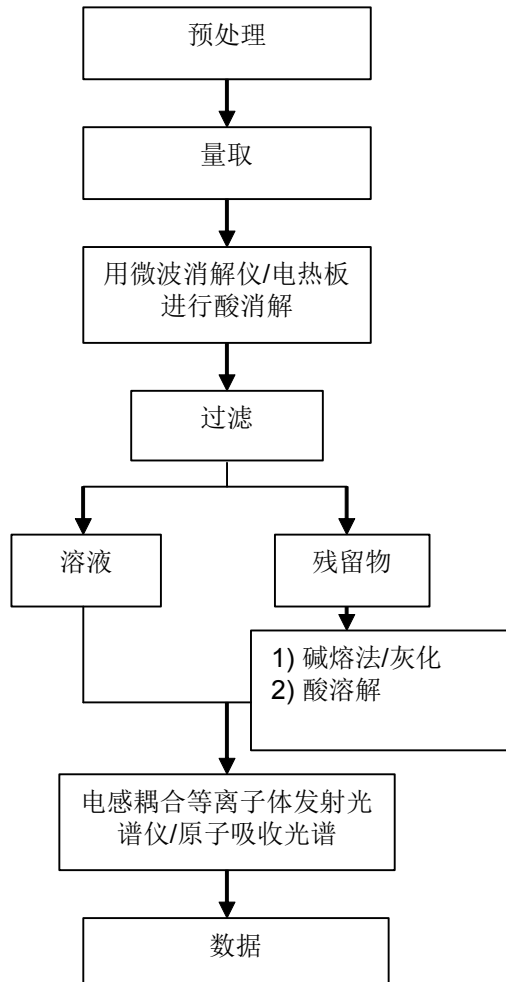 预处理
量取
用微波消解仪/电热板
进行酸消解
过滤
溶液
残留物
1) 碱熔法/灰化
2) 酸溶解
电感耦合等离子体发射光
谱仪/原子吸收光谱
数据